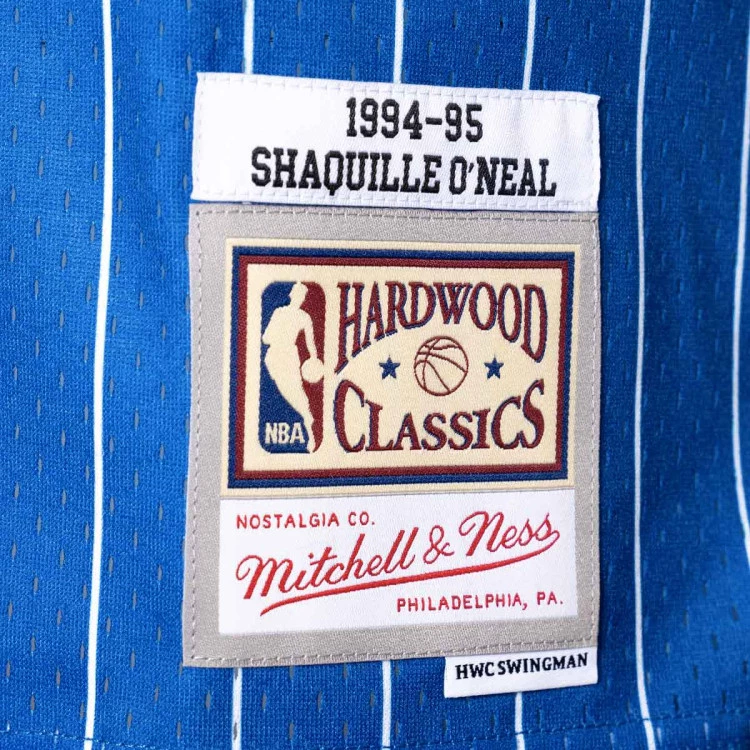 1994-95
SHAQUILLE O'NEAL
HARDWOOD
CLASSICS
NBA
NOSTALGIA CO.
Mitchell & Ness
PHILADELPHIA, PA.
HWC SWINGMAN